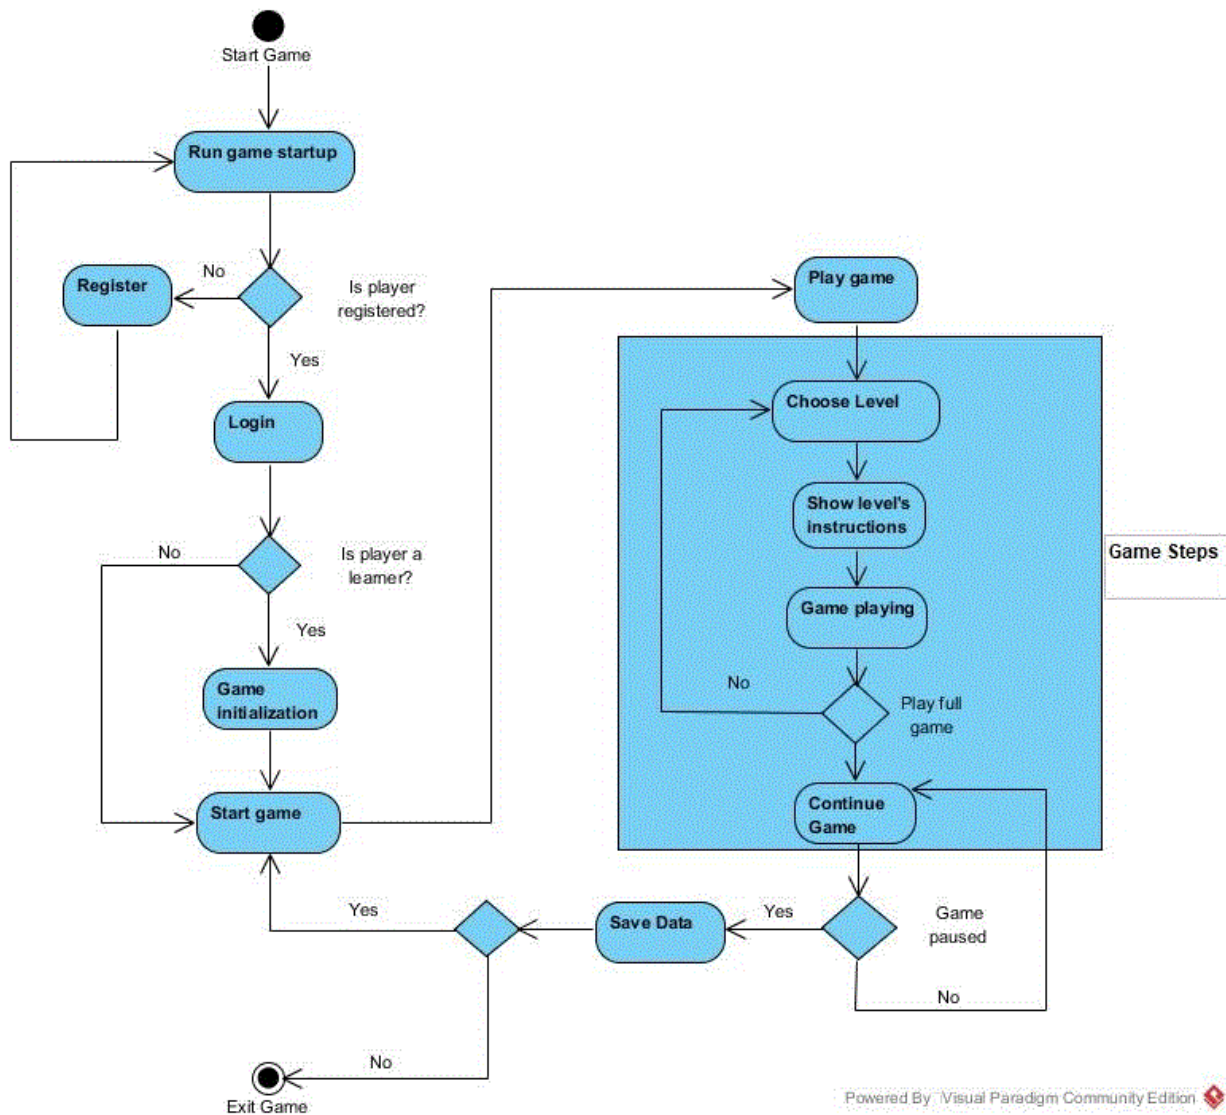 Start Game
Run game startup
No
Register
Is player
registered?
Yes
Login
No
Is player a
learner?
Yes
Game
initialization
Start game
Play game
Choose Level
Show level's
instructions
Game playing
No
Play full
game
Continue
Game
Game Steps
Yes
Save Data
Yes
Game
paused
No
No
Exit Game
Powered By Visual Paradigm Community Edition